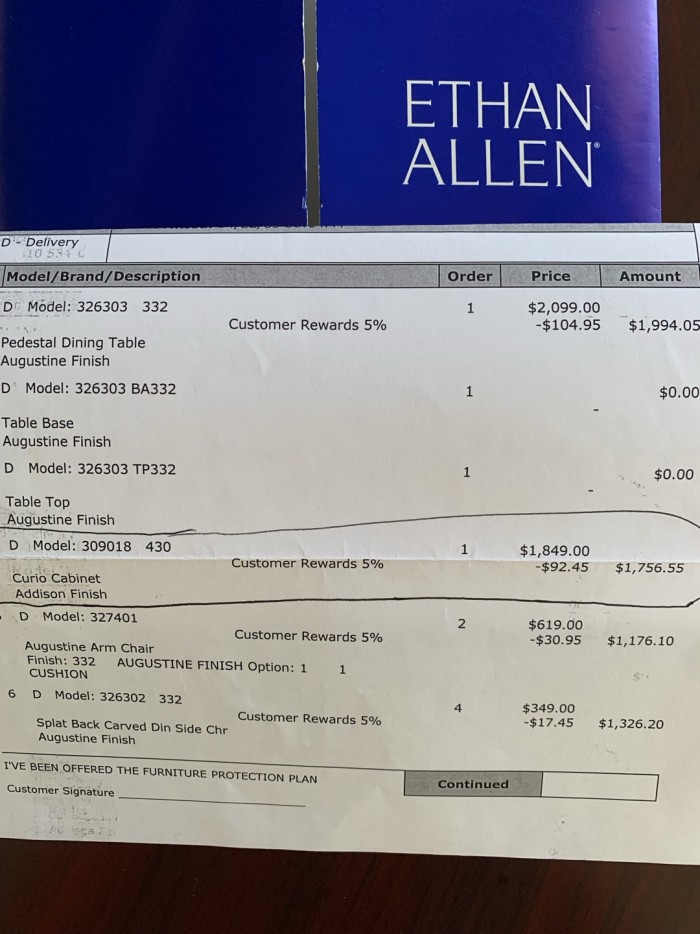 ETHAN
ALLEN®
D - Delivery
Model/Brand/Description Order Price Amount
D Model: 326303 332 1 $2,099.00
Customer Rewards 5% -$104.95 $1,994.05
Pedestal Dining Table
Augustine Finish
D Model: 326303 BA332 1 $0.00
-
Table Base
Augustine Finish
D Model: 326303 TP332 1 $0.00
-
Table Top
Augustine Finish
D Model: 309018 430 1 $1,849.00
Customer Rewards 5% -$92.45 $1,756.55
Curio Cabinet
Addison Finish
D Model: 327401 2 $619.00
Customer Rewards 5% -$30.95 $1,176.10
Augustine Arm Chair
Finish: 332 AUGUSTINE FINISH Option: 1 1
CUSHION
6 D Model: 326302 332 4 $349.00
Customer Rewards 5% -$17.45 $1,326.20
Splat Back Carved Din Side Chr
Augustine Finish
I'VE BEEN OFFERED THE FURNITURE PROTECTION PLAN
Continued
Customer Signature